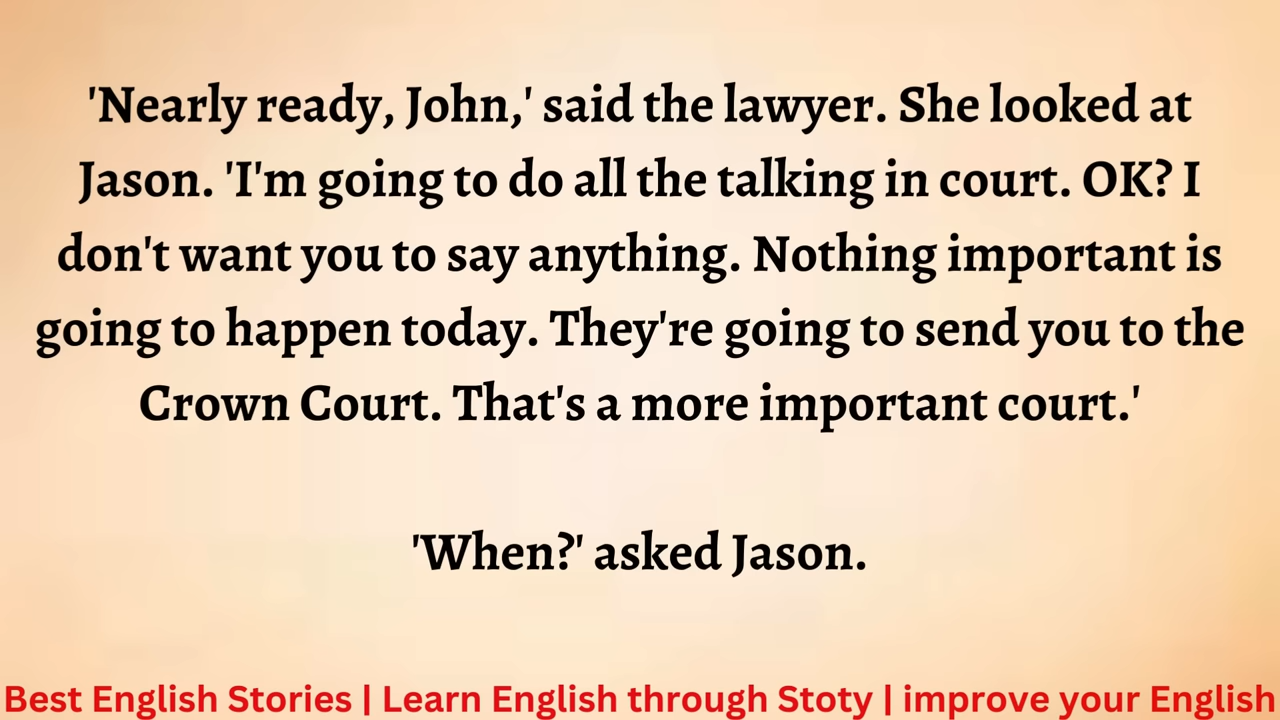 'Nearly ready, John,' said the lawyer. She looked at
Jason. 'I'm going to do all the talking in court. OK? I
don't want you to say anything. Nothing important is
going to happen today. They're going to send you to the
Crown Court. That's a more important court.'
'When?' asked Jason.
Best English Stories | Learn English through Stoty | improve your English